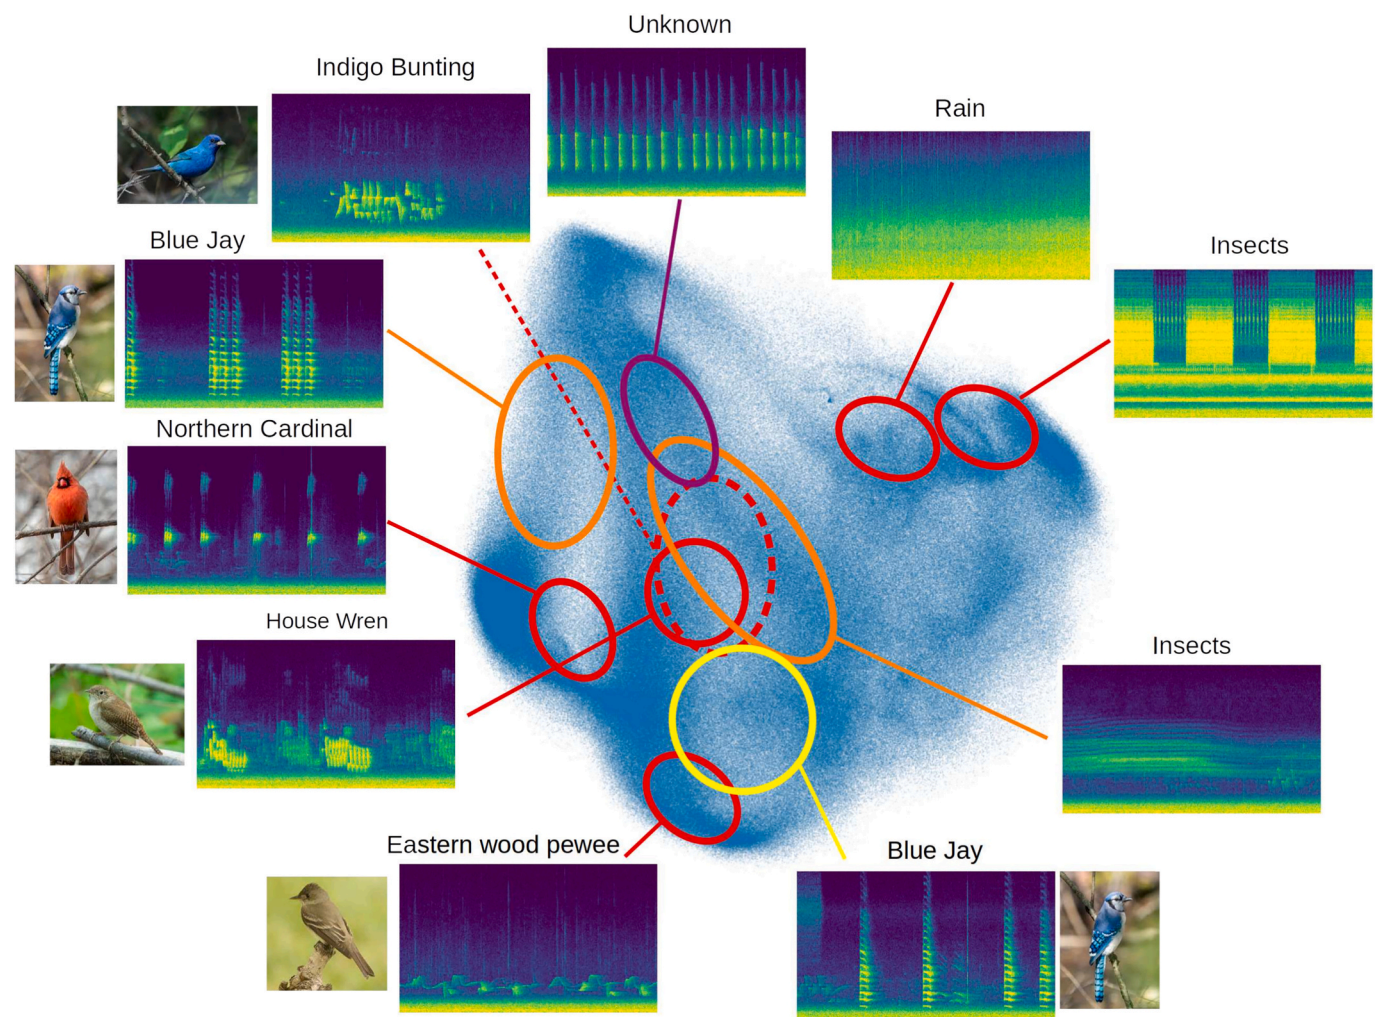 Unknown
Indigo Bunting
Rain
Blue Jay
Insects
Northern Cardinal
House Wren
Insects
Eastern wood pewee
Blue Jay